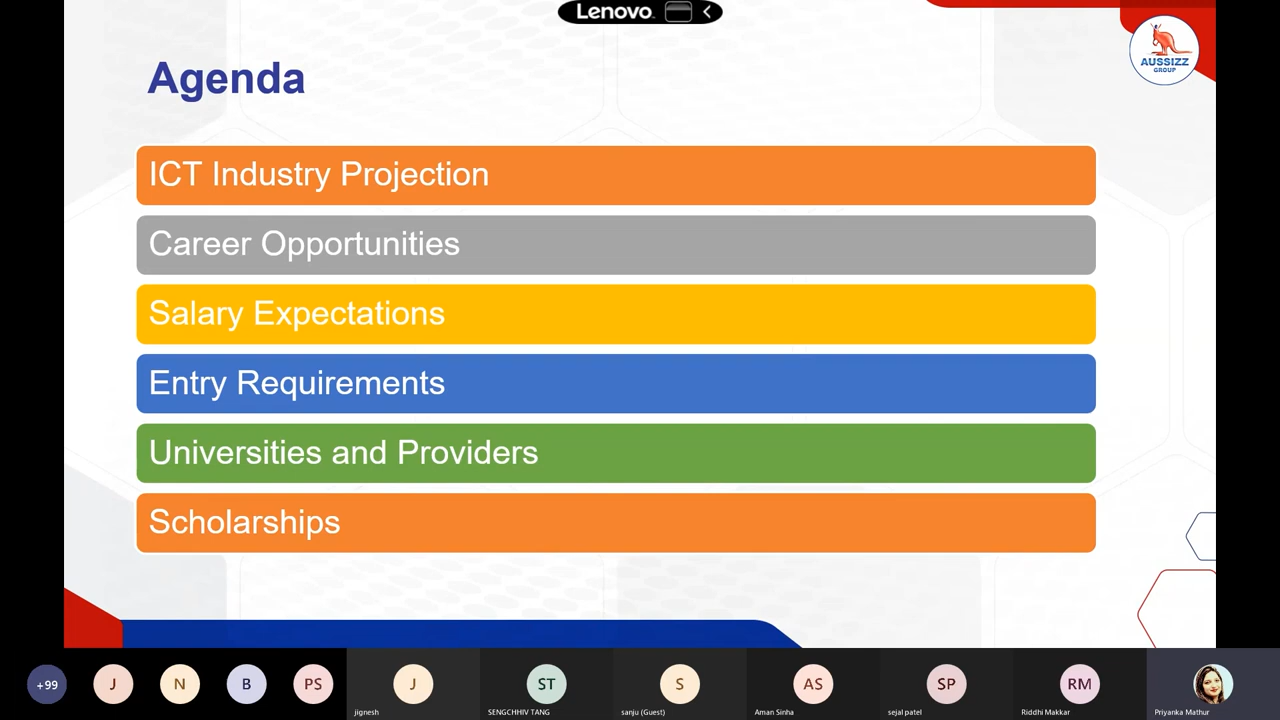 Lenovo
Agenda
AUSSIZZ
GROUP
ICT Industry Projection
Career Opportunities
Salary Expectations
Entry Requirements
Universities and Providers
Scholarships
+99
J
N
B
PS
J
ST
S
AS
SP
RM
jignesh
SENGCHHIV TANG
sanju (Guest)
Aman Sinha
sejal patel
Riddhi Makkar
Priyanka Mathur